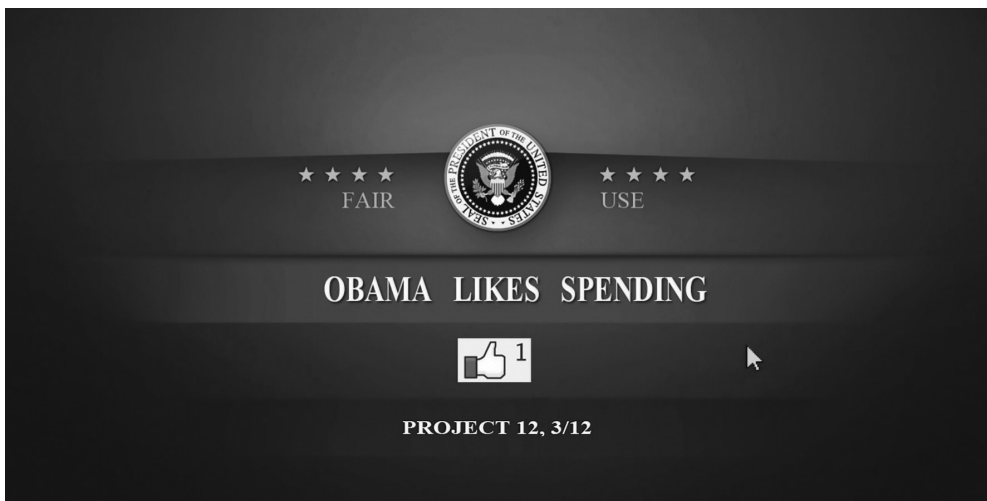 SEAL OF THE PRESIDENT OF THE UNITED STATES
★ ★ ★ ★ ★ ★ ★ ★
FAIR USE
OBAMA LIKES SPENDING
1
PROJECT 12, 3/12